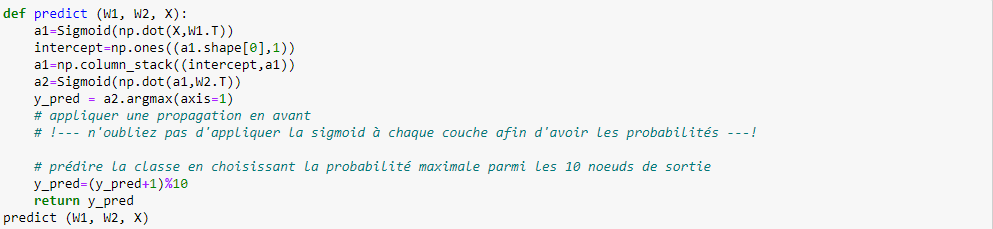 def predict (W1, W2, X):
    a1=Sigmoid(np.dot(X,W1.T))
    intercept=np.ones((a1.shape[0],1))
    a1=np.column_stack((intercept,a1))
    a2=Sigmoid(np.dot(a1,W2.T))
    y_pred = a2.argmax(axis=1)
    # appliquer une propagation en avant
    # !--- n'oubliez pas d'appliquer la sigmoid à chaque couche afin d'avoir les probabilités ---!
    # prédire la classe en choisissant la probabilité maximale parmi les 10 noeuds de sortie
    y_pred=(y_pred+1)%10
    return y_pred
predict (W1, W2, X)